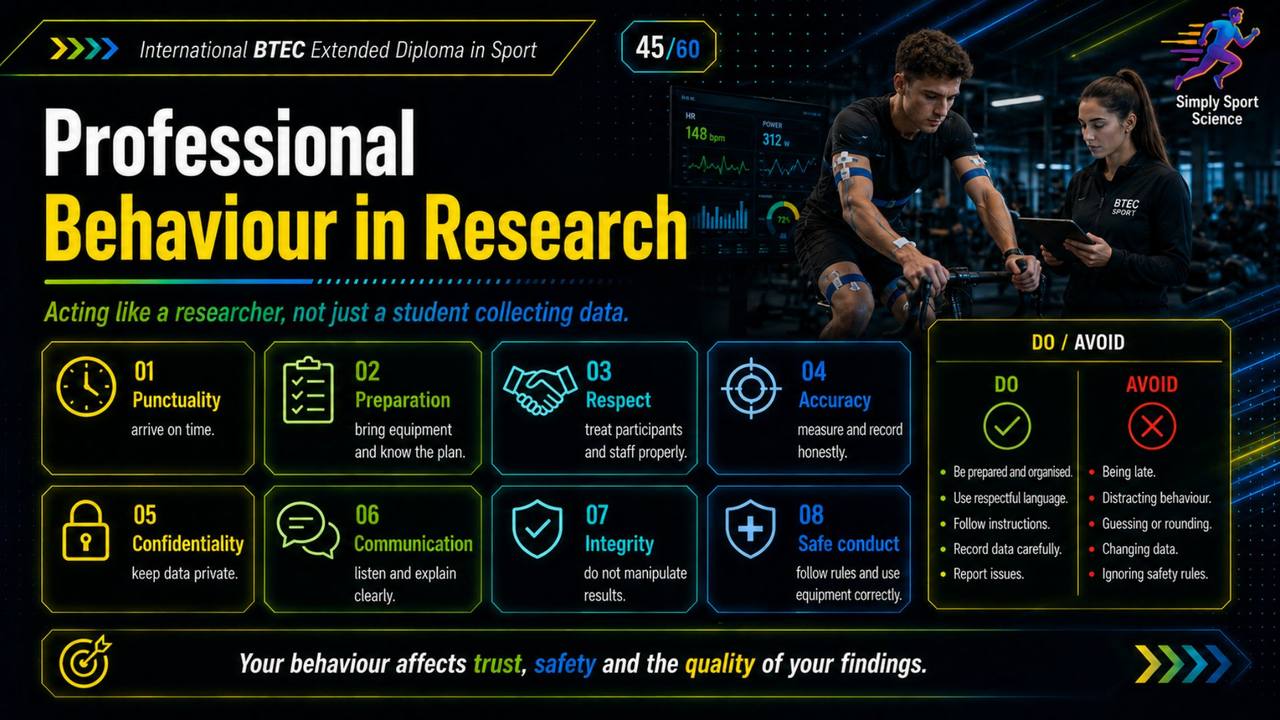 International BTEC Extended Diploma in Sport
45/60
Simply Sport
Science
Professional
Behaviour in Research
Acting like a researcher, not just a student collecting data.
HR
148 bpm
POWER
312 w
72%
BTEC
SPORT
01
Punctuality
arrive on time.
02
Preparation
bring equipment
and know the plan.
03
Respect
treat participants
and staff properly.
04
Accuracy
measure and record
honestly.
05
Confidentiality
keep data private.
06
Communication
listen and explain
clearly.
07
Integrity
do not manipulate
results.
08
Safe conduct
follow rules and use
equipment correctly.
DO / AVOID
DO
• Be prepared and organised.
• Use respectful language.
• Follow instructions.
• Record data carefully.
• Report issues.
AVOID
• Being late.
• Distracting behaviour.
• Guessing or rounding.
• Changing data.
• Ignoring safety rules.
Your behaviour affects trust, safety and the quality of your findings.